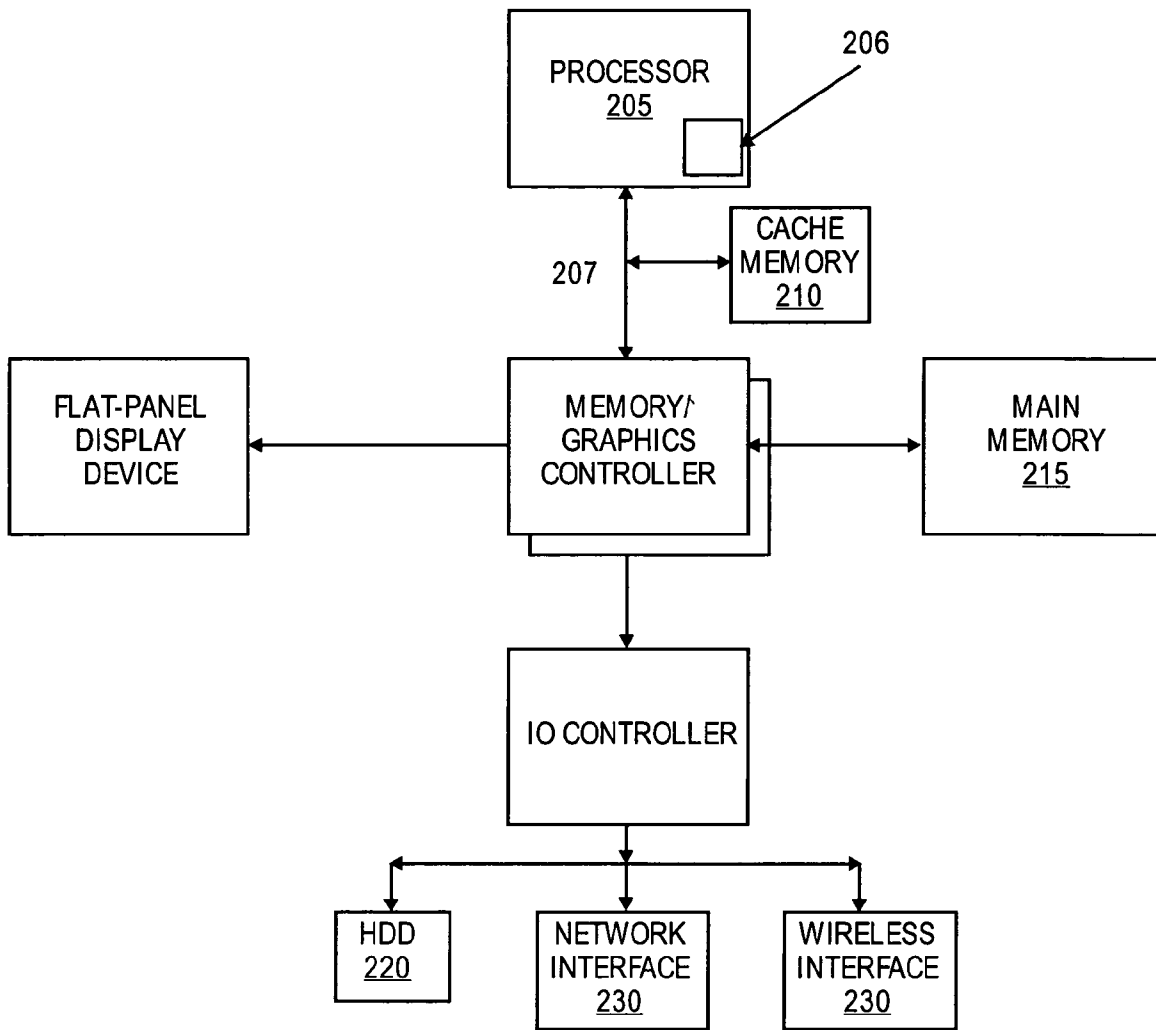 206
PROCESSOR
205
CACHE
MEMORY
210
207
FLAT-PANEL
DISPLAY
DEVICE
MEMORY/
GRAPHICS
CONTROLLER
MAIN
MEMORY
215
IO CONTROLLER
HDD
220
NETWORK
INTERFACE
230
WIRELESS
INTERFACE
230